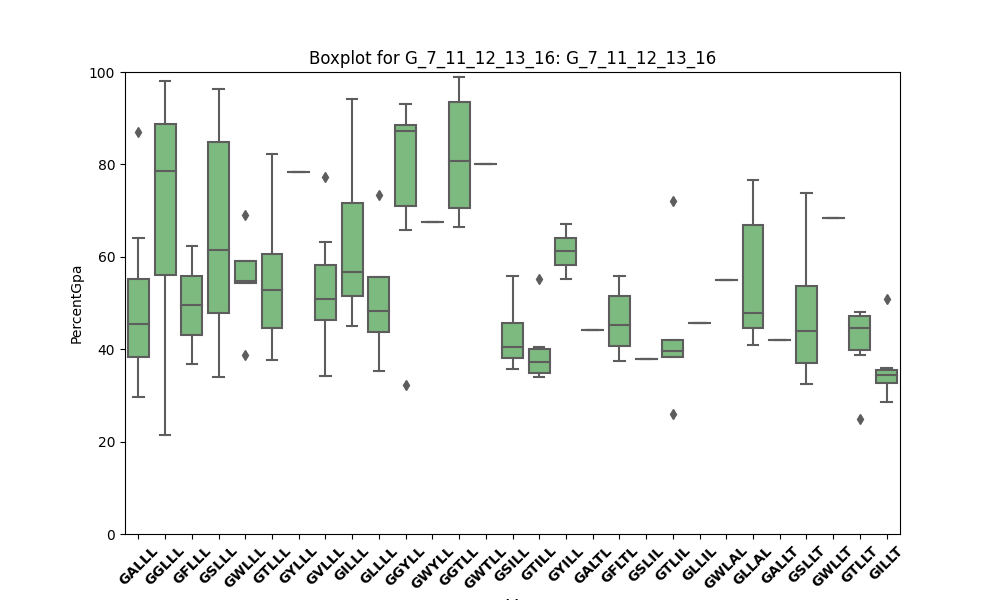 Boxplot for G_7_11_12_13_16: G_7_11_12_13_16
100
80
60
40
20
0
PercentGpa
GALLL GGLLL GFLLL GSLLL GWLLL GTLLL GYLLL GVLLL GILLL GLLLL GGYLL GWYLL GGTLL GWTLL GSILL GTILL GYILL GALTL GFLTL GSLIL GTLIL GLLIL GWLAL GLLAL GALLT GSLLT GWLLT GTLLT GILLT